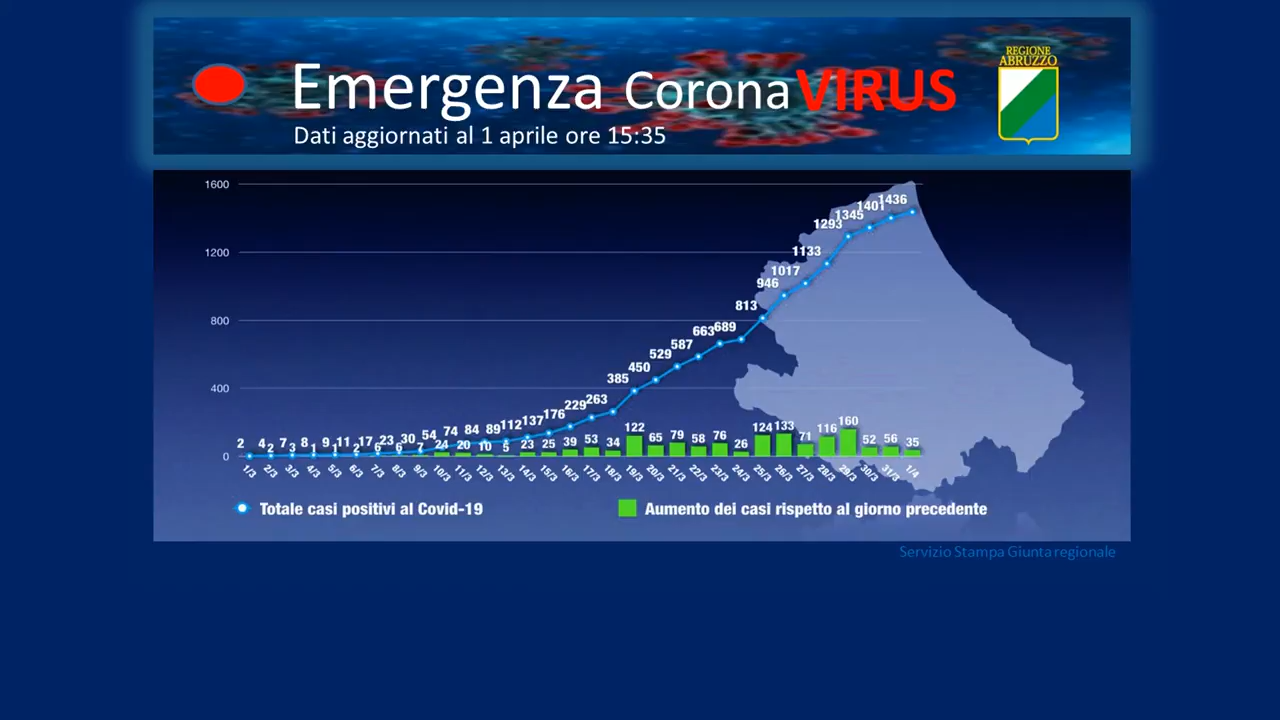 REGIONE
ABRUZZO
Emergenza CoronaVIRUS
Dati aggiornati al 1 aprile ore 15:35
1600
1200
800
400
0
2 4 7 8 9 11 17 23 30 54 74 84 89 112 137 176 229 263 385 450 529 587 663 689 813 946 1017 1133 1293 1345 1401 1436
2 3 1 1 2 6 6 7 24 20 10 5 23 25 39 53 34 122 65 79 58 76 26 124 133 71 116 160 52 56 35
1/3 2/3 3/3 4/3 5/3 6/3 7/3 8/3 9/3 10/3 11/3 12/3 13/3 14/3 15/3 16/3 17/3 18/3 19/3 20/3 21/3 22/3 23/3 24/3 25/3 26/3 27/3 28/3 29/3 30/3 31/3 1/4
Totale casi positivi al Covid-19 Aumento dei casi rispetto al giorno precedente
Servizio Stampa Giunta regionale